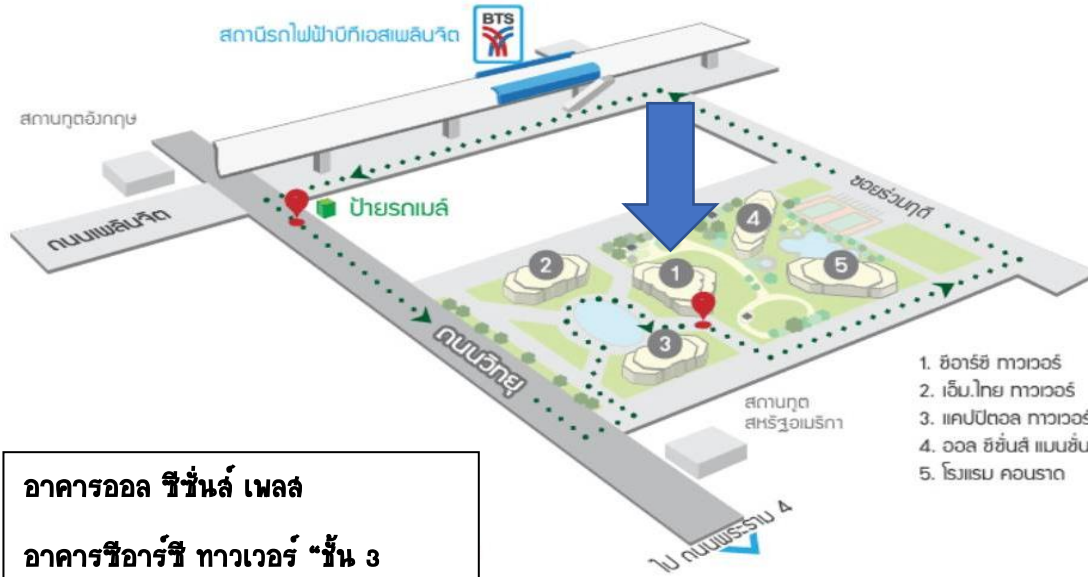 BTS
สถานีรถไฟฟ้าบีทีเอสเพลินจิต
สถานทูตอังกฤษ
ถนนเพลินจิต
ป้ายรถเมล์
ซอยร่วมฤดี
4
2
1
5
3
ถนนวิทยุ
สถานทูต
สหรัฐอเมริกา
1. ซีอาร์ซี ทาวเวอร์
2. เอ็ม.ไทย ทาวเวอร์
3. แคปปิตอล ทาวเวอร์
4. ออล ซีซั่นส์ แมนชั่น
5. โรงแรม คอนราด
ไป ถนนพระราม 4
อาคารออล ซีซั่นส์ เพลส
อาคารซีอาร์ซี ทาวเวอร์ “ชั้น 3